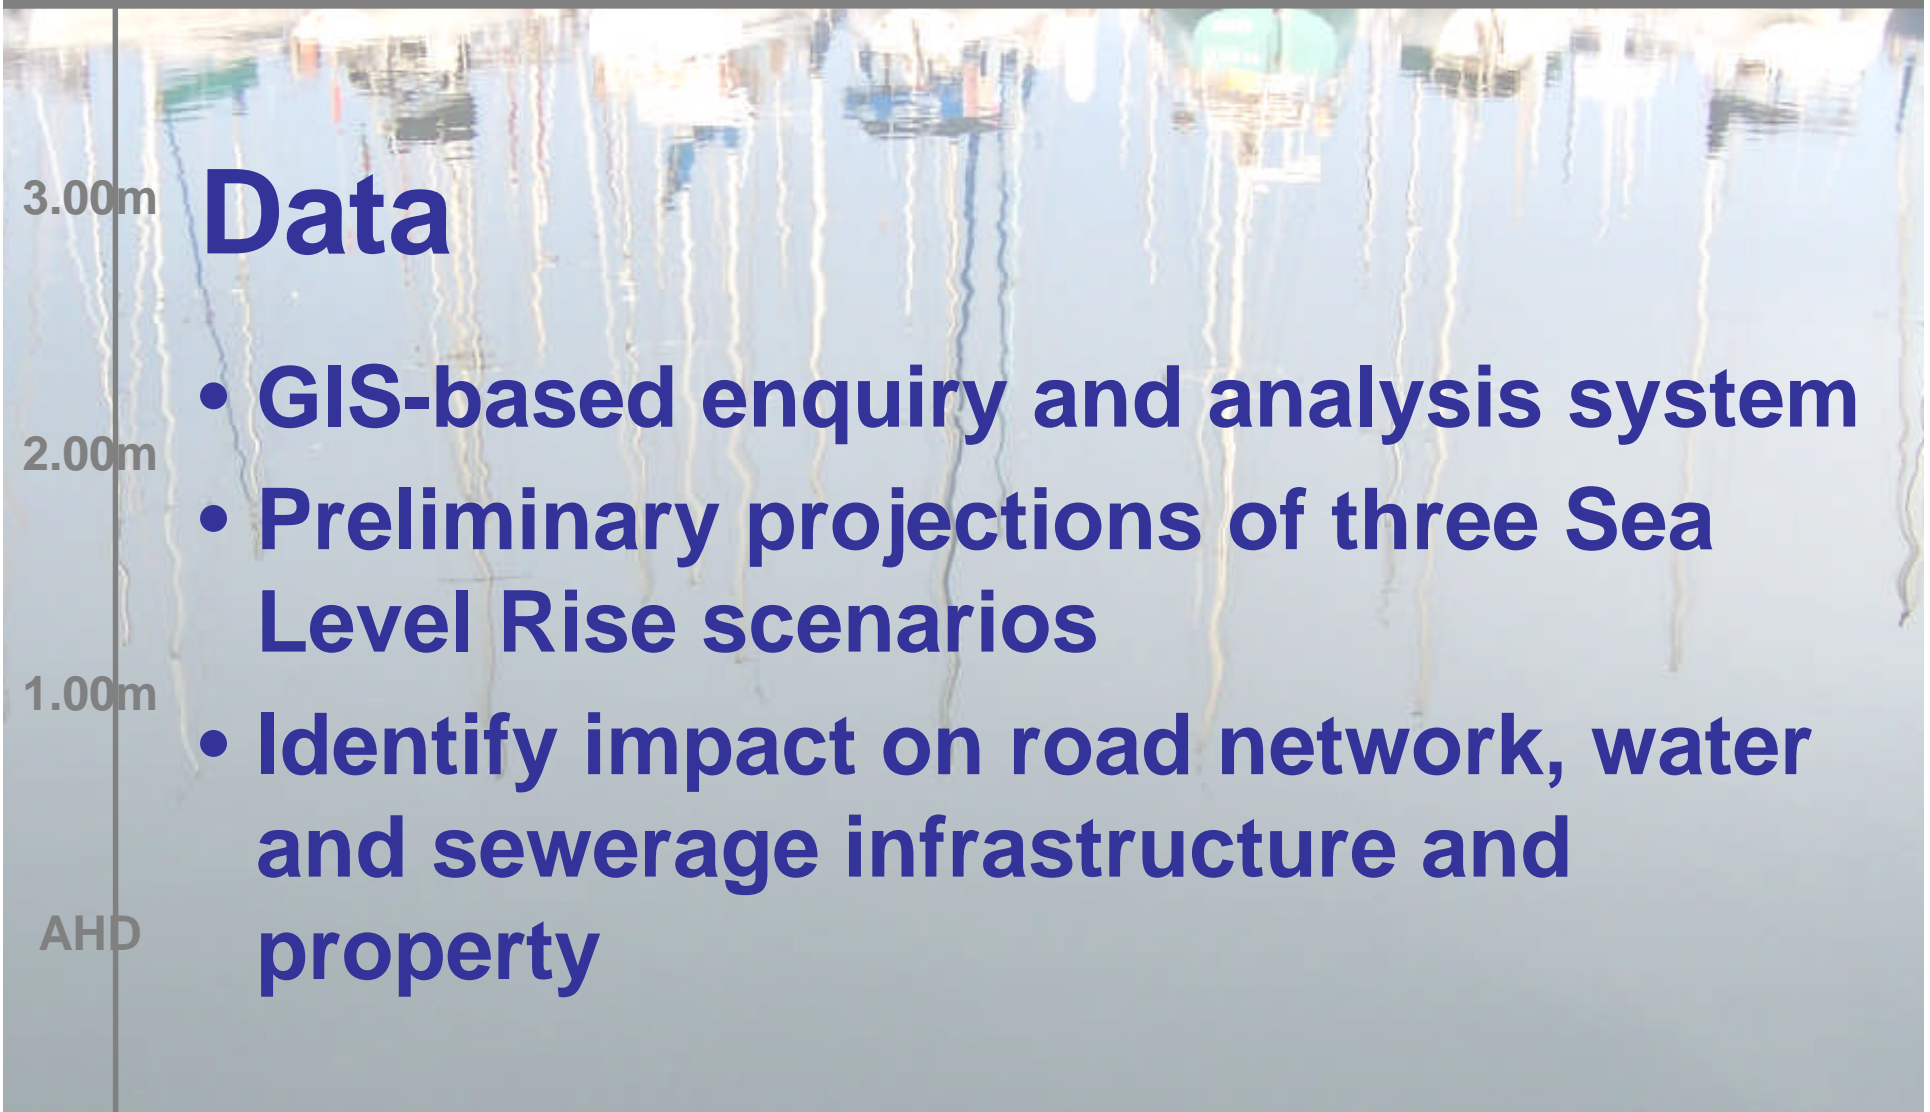 3.00m
Data
• GIS-based enquiry and analysis system
2.00m
• Preliminary projections of three Sea
Level Rise scenarios
1.00m
• Identify impact on road network, water
and sewerage infrastructure and
AHD
property